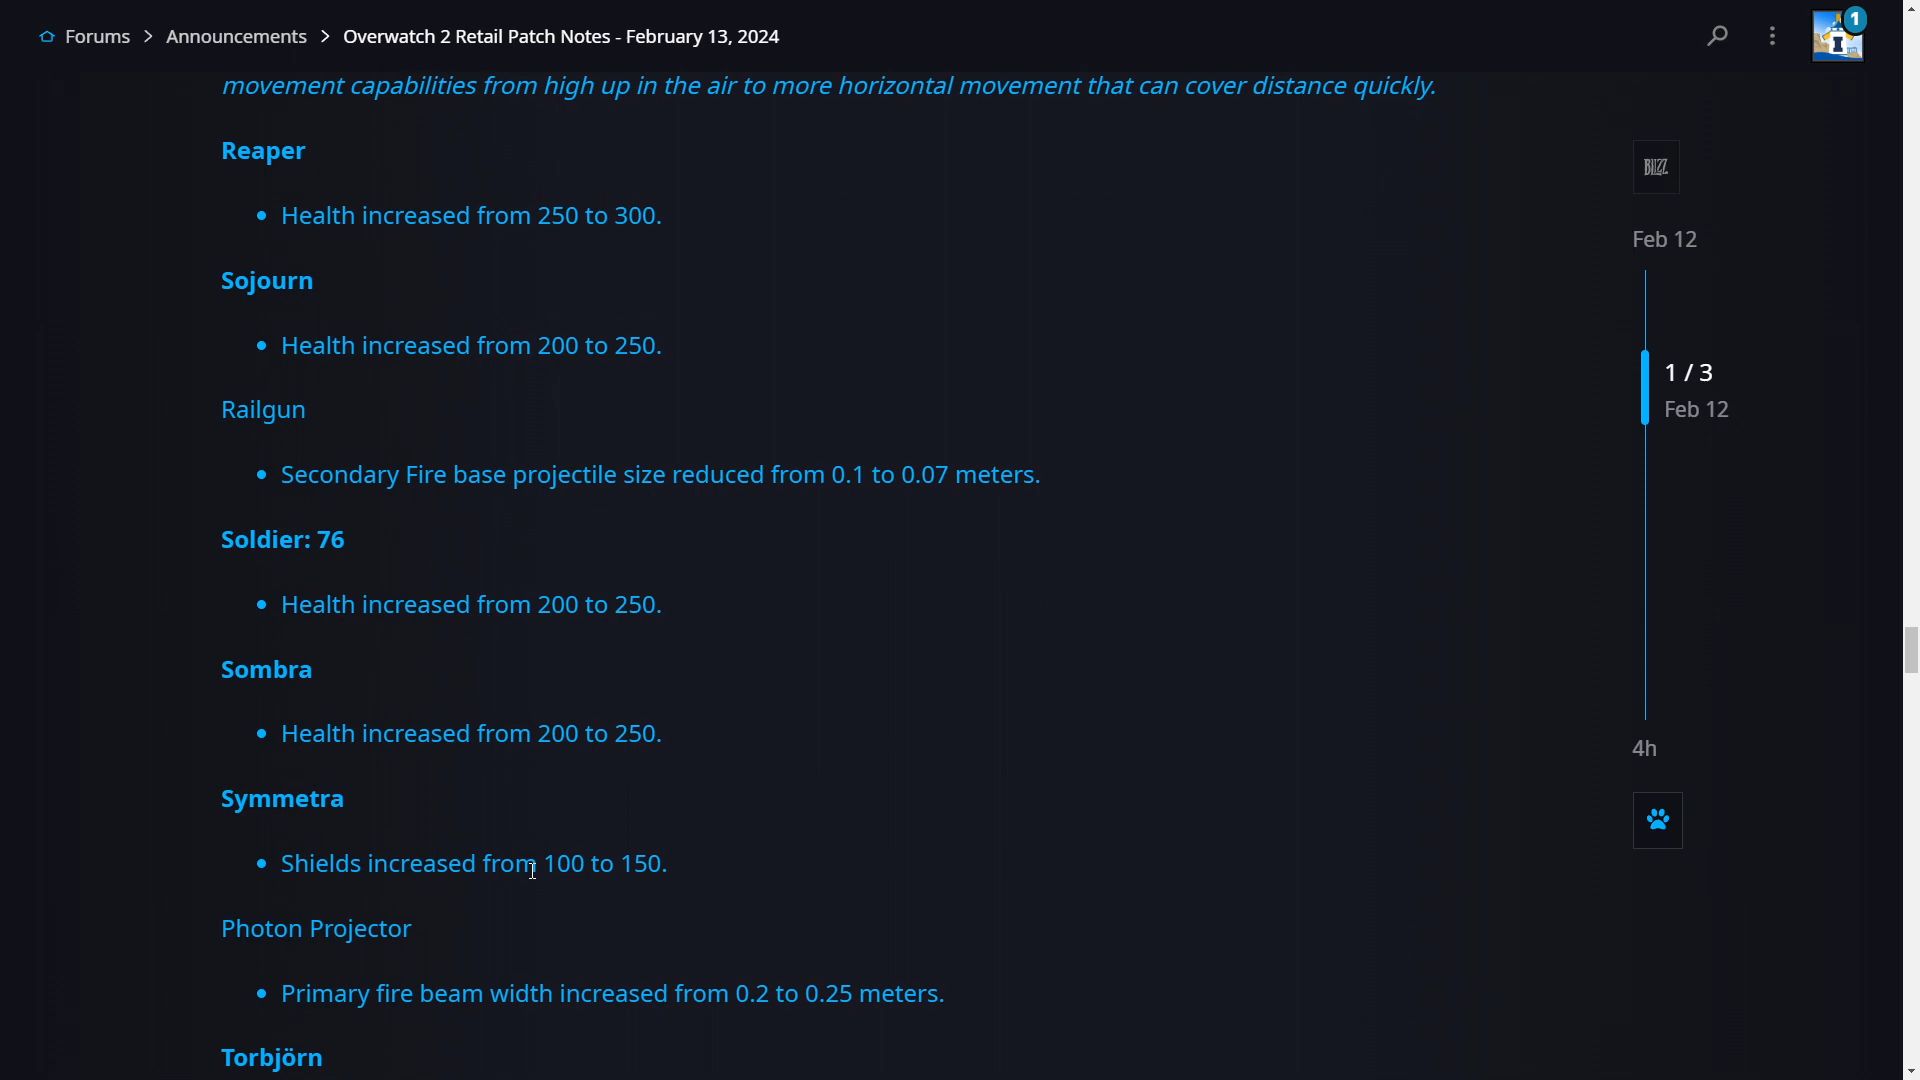 Forums > Announcements > Overwatch 2 Retail Patch Notes - February 13, 2024
1
movement capabilities from high up in the air to more horizontal movement that can cover distance quickly.
Reaper
• Health increased from 250 to 300.
BLIZZ
Feb 12
Sojourn
• Health increased from 200 to 250.
1 / 3
Feb 12
Railgun
• Secondary Fire base projectile size reduced from 0.1 to 0.07 meters.
Soldier: 76
• Health increased from 200 to 250.
Sombra
• Health increased from 200 to 250.
4h
Symmetra
• Shields increased from 100 to 150.
Photon Projector
• Primary fire beam width increased from 0.2 to 0.25 meters.
Torbjörn